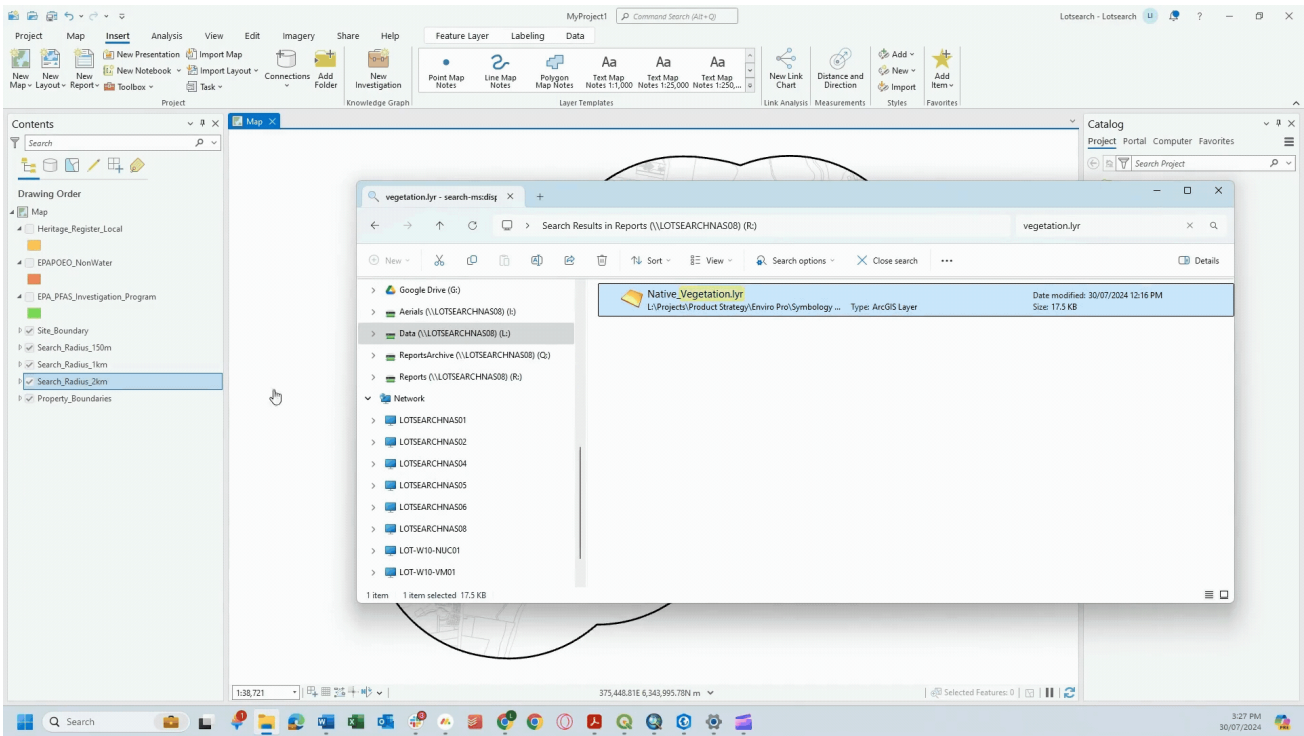 MyProject1
Command Search (Alt+Q)
Lotsearch - Lotsearch
LI
?
Project Map Insert Analysis View Edit Imagery Share Help Feature Layer Labeling Data
New Map
New Layout
New Report
New Presentation
New Notebook
Toolbox
Import Map
Import Layout
Task
Connections
Add Folder
New Investigation
Point Map Notes
Line Map Notes
Polygon Map Notes
Aa Text Map Notes 1:1,000
Aa Text Map Notes 1:25,000
Aa Text Map Notes 1:250,...
New Link Chart
Distance and Direction
Add
New
Import
Add Item
Project
Knowledge Graph
Layer Templates
Link Analysis
Measurements
Styles
Favorites
Contents
Search
Drawing Order
Map
Heritage_Register_Local
EPAPOEO_NonWater
EPA_PFAS_Investigation_Program
Site_Boundary
Search_Radius_150m
Search_Radius_1km
Search_Radius_2km
Property_Boundaries
Map
Catalog
Project Portal Computer Favorites
Search Project
vegetation.lyr - search-ms:disp
Search Results in Reports (\\LOTSEARCHNAS08) (R:)
vegetation.lyr
New
Sort
View
Search options
Close search
Details
Google Drive (G:)
Aerials (\\LOTSEARCHNAS08) (I:)
Data (\\LOTSEARCHNAS08) (L:)
ReportsArchive (\\LOTSEARCHNAS08) (Q:)
Reports (\\LOTSEARCHNAS08) (R:)
Network
LOTSEARCHNAS01
LOTSEARCHNAS02
LOTSEARCHNAS04
LOTSEARCHNAS05
LOTSEARCHNAS06
LOTSEARCHNAS08
LOT-W10-NUC01
LOT-W10-VM01
Native_Vegetation.lyr
L:\Projects\Product Strategy\Enviro Pro\Symbology ... Type: ArcGIS Layer
Date modified: 30/07/2024 12:16 PM
Size: 17.5 KB
1 item 1 item selected 17.5 KB
1:38,721
375,448.81E 6,343,995.78N m
Selected Features: 0
Search
3:27 PM
30/07/2024